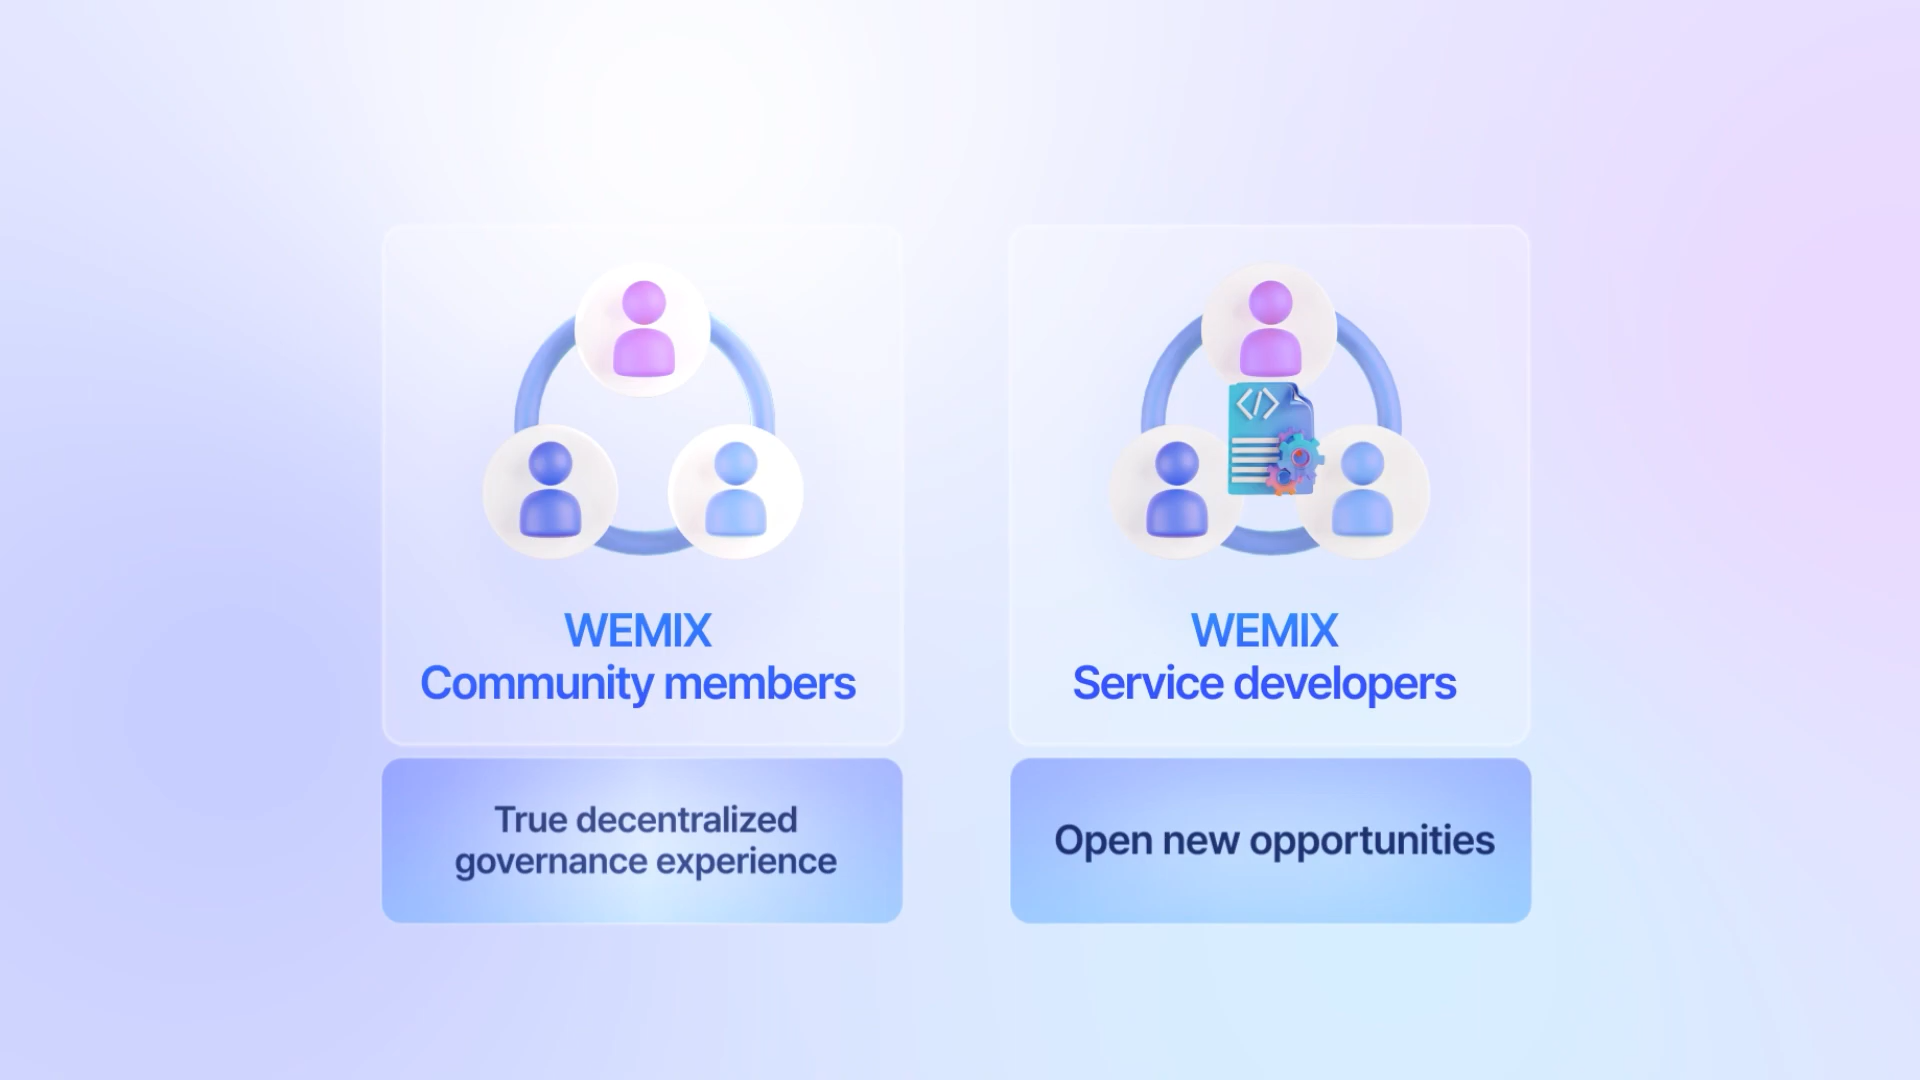 WEMIX
Community members
True decentralized
governance experience
WEMIX
Service developers
Open new opportunities